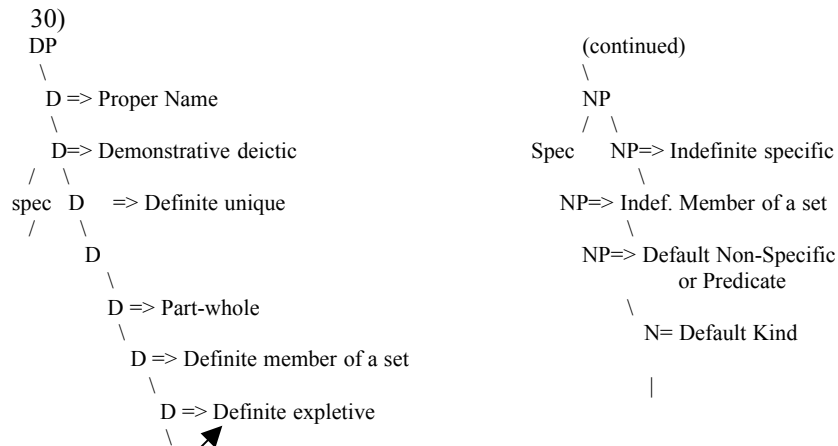 30)
DP
D => Proper Name
D=> Demonstrative deictic
spec D => Definite unique
D
D => Part-whole
D => Definite member of a set
D => Definite expletive
(continued)
NP
Spec NP=> Indefinite specific
NP=> Indef. Member of a set
NP=> Default Non-Specific
or Predicate
N= Default Kind